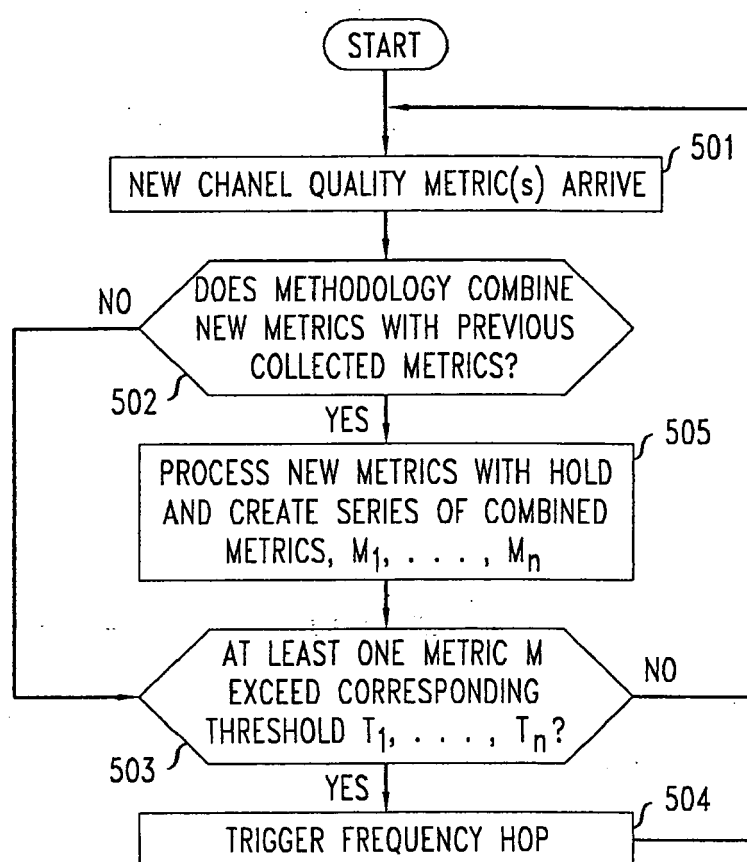 START
501
NEW CHANEL QUALITY METRIC(s) ARRIVE
NO
DOES METHODOLOGY COMBINE
NEW METRICS WITH PREVIOUS
COLLECTED METRICS?
502
YES
505
PROCESS NEW METRICS WITH HOLD
AND CREATE SERIES OF COMBINED
METRICS, M1, . . . , Mn
AT LEAST ONE METRIC M
EXCEED CORRESPONDING
THRESHOLD T1, . . . , Tn?
NO
503
YES
504
TRIGGER FREQUENCY HOP